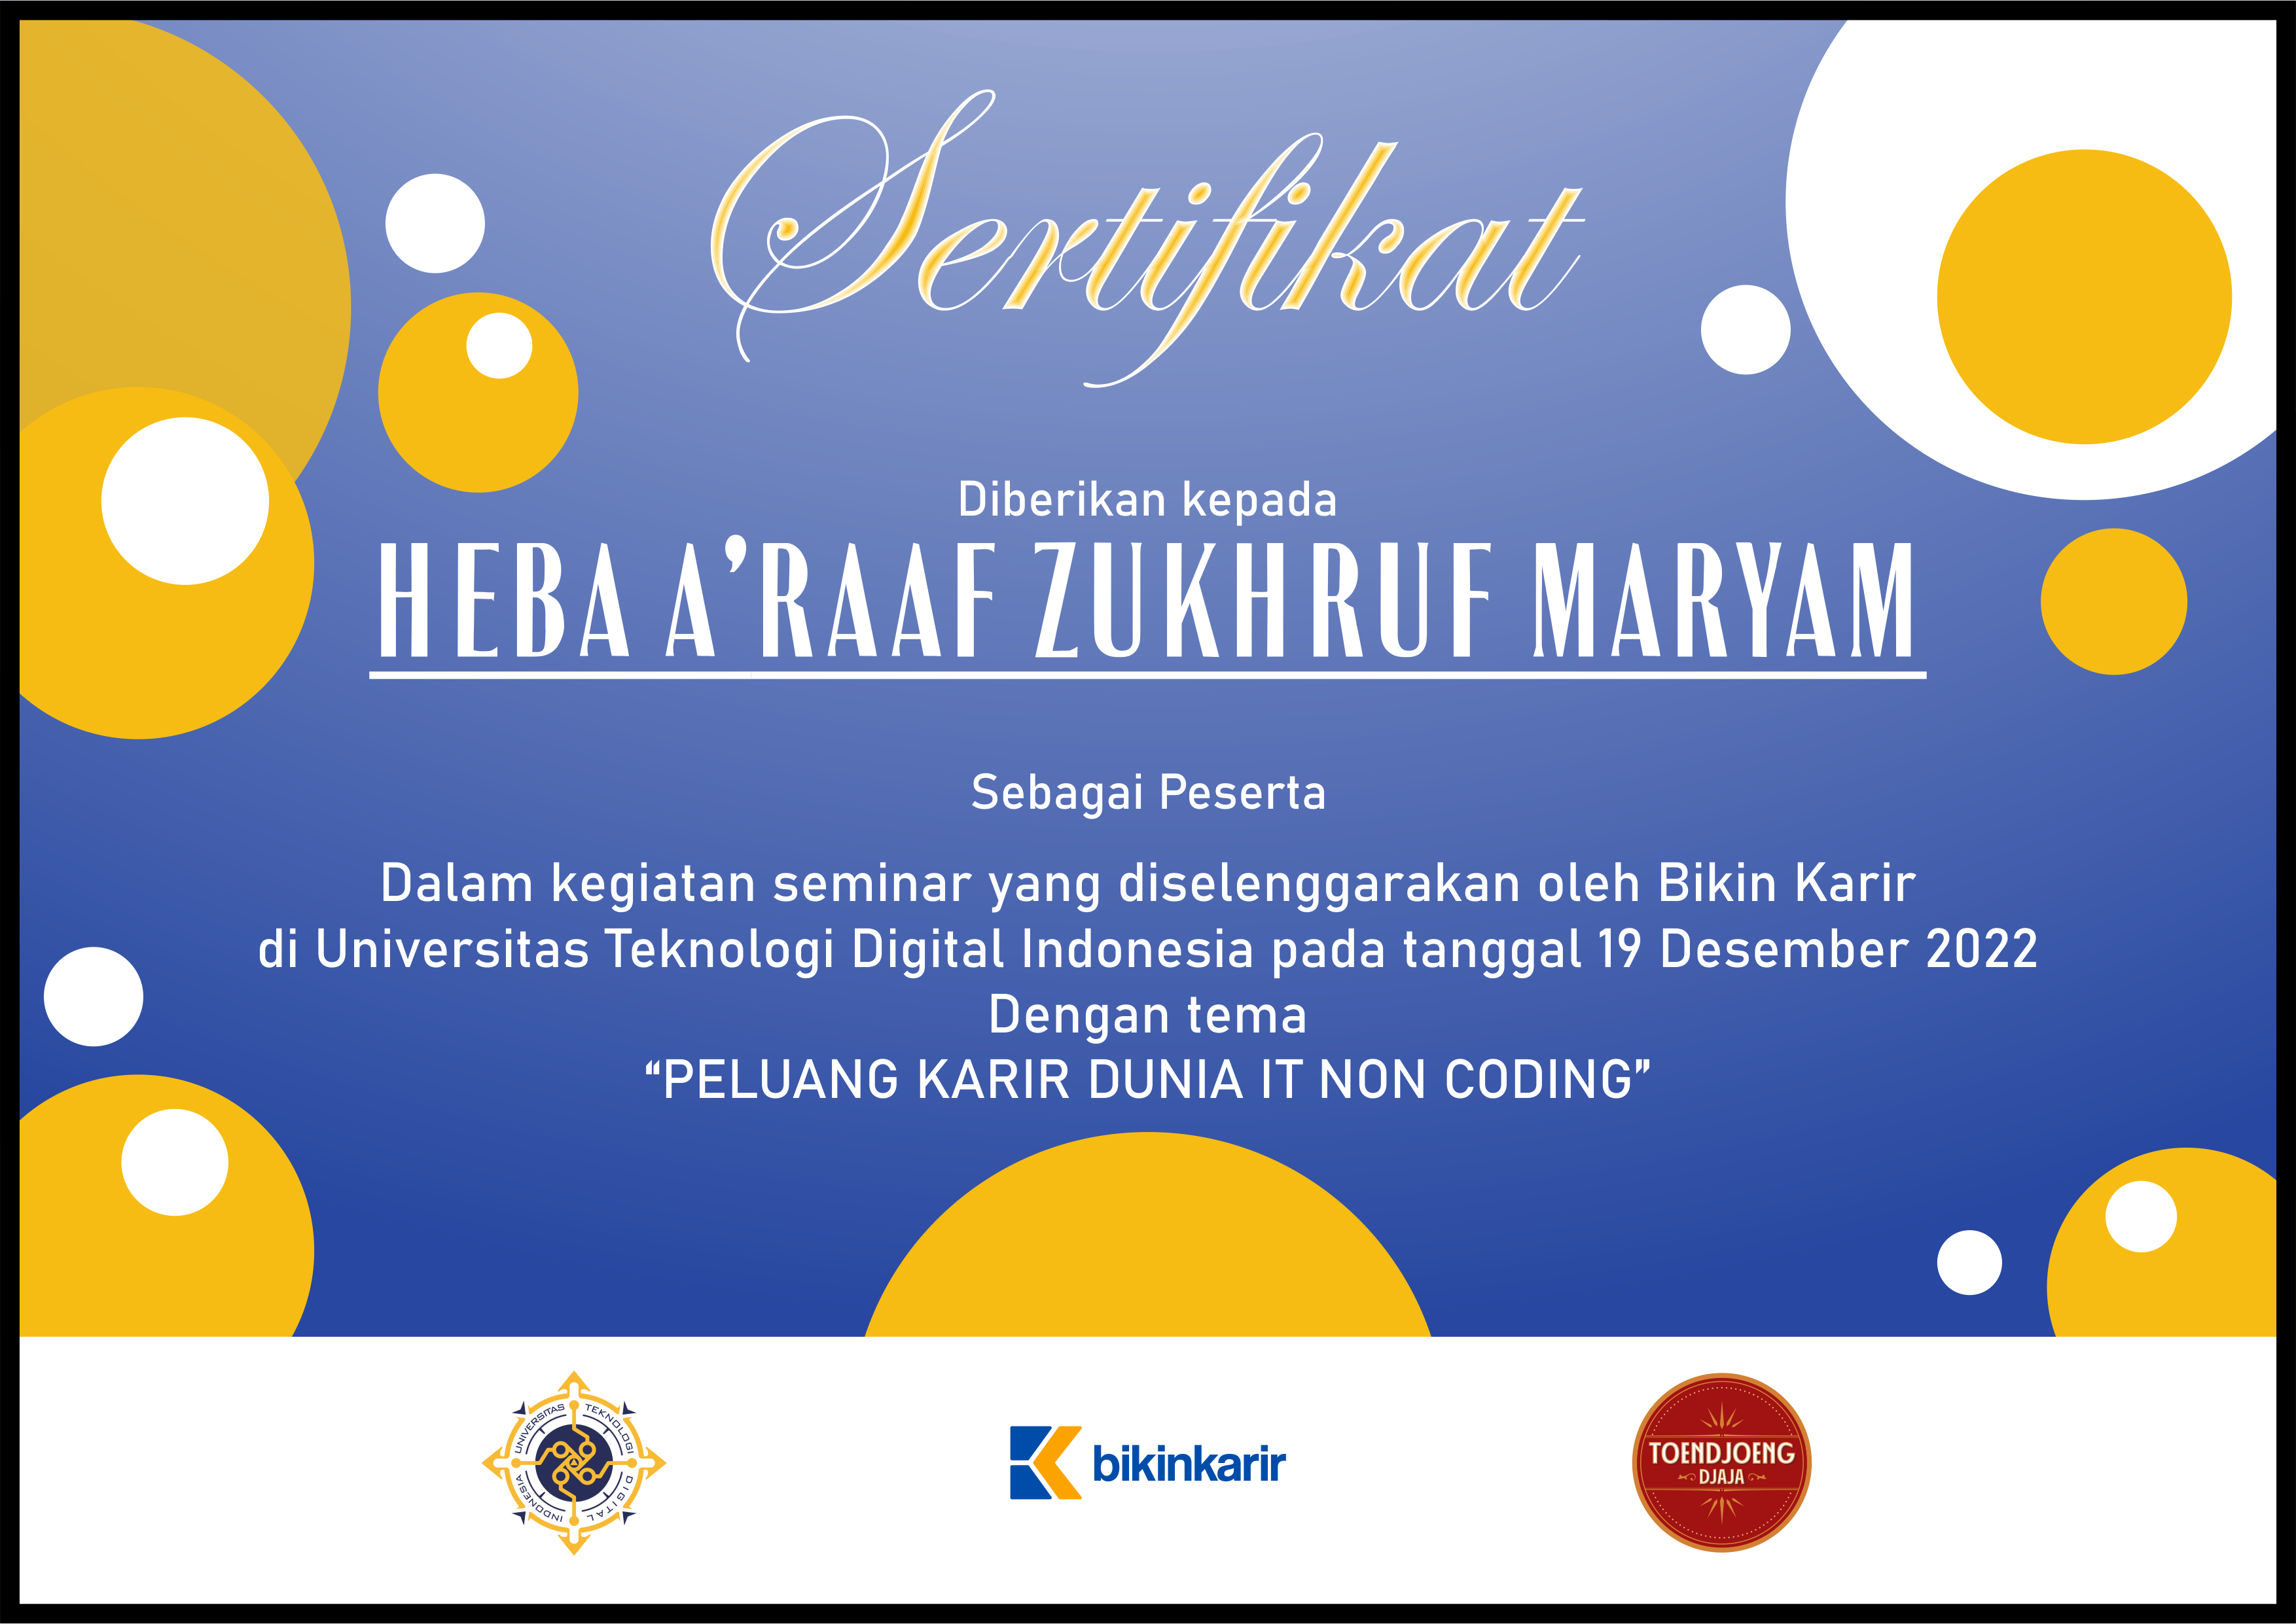 Sertifikat
Diberikan kepada
HEBA A’RAAF ZUKHRUF MARYAM
Sebagai Peserta
Dalam kegiatan seminar yang diselenggarakan oleh Bikin Karir
di Universitas Teknologi Digital Indonesia pada tanggal 19 Desember 2022
Dengan tema
“PELUANG KARIR DUNIA IT NON CODING”
UNIVERSITAS TEKNOLOGI DIGITAL INDONESIA
bikinkarir
TOENDJOENG
DJAJA